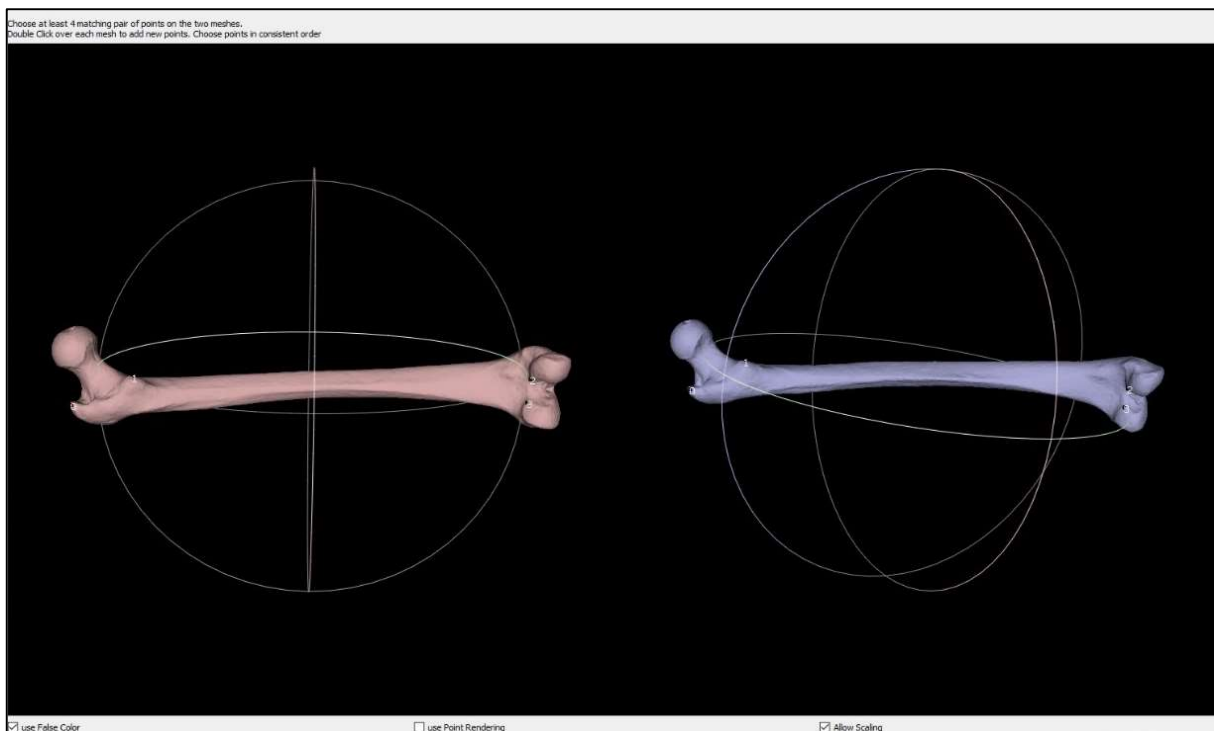 Choose at least 4 matching pair of points on the two meshes.
Double Click over each mesh to add new points. Choose points in consistent order
1
1
0
2
3
0
2
3
use False Color
use Point Rendering
Allow Scaling